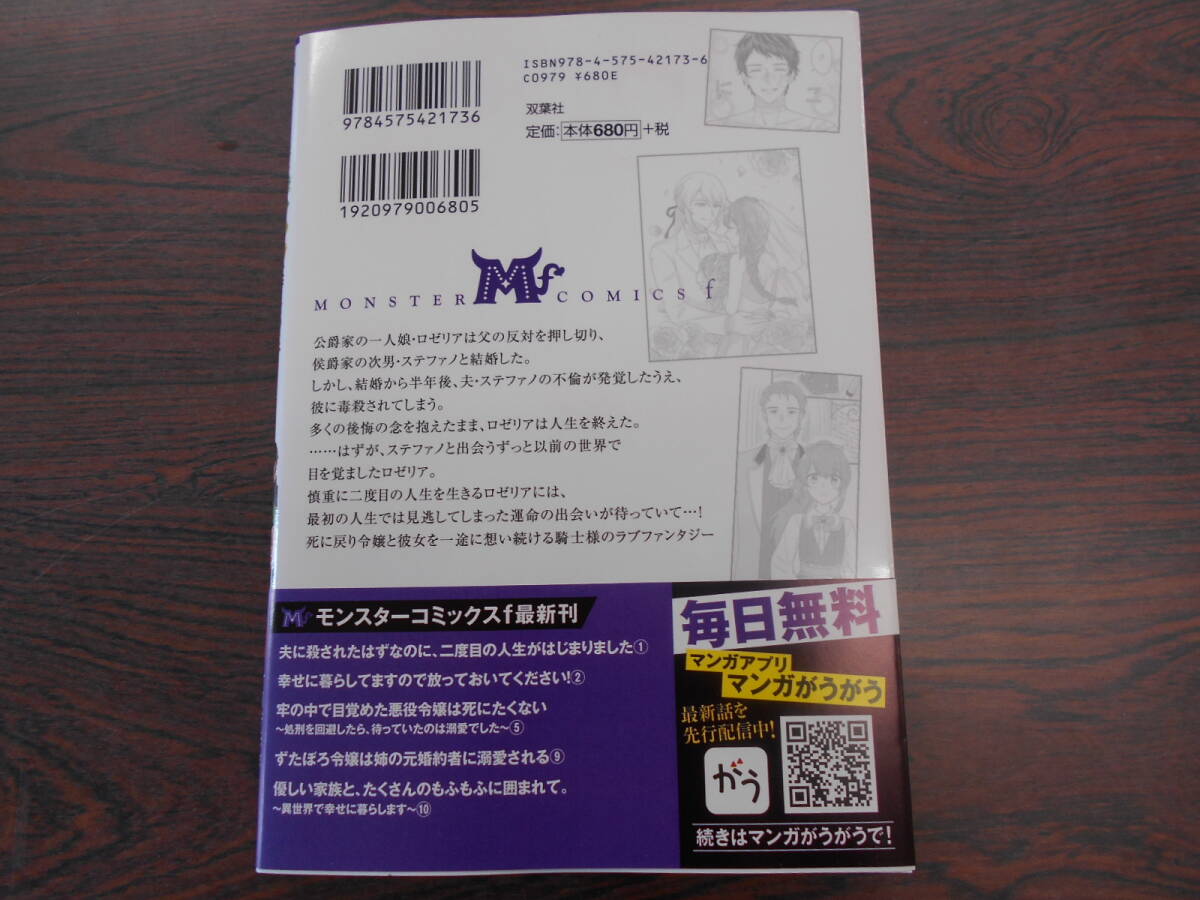 ISBN978-4-575-42173-6
C0979 ¥680E
双葉社
定価:本体680円+税
9784575421736
1920979006805
Mf
MONSTER COMICS f
公爵家の一人娘・ロゼリアは父の反対を押し切り、
侯爵家の次男・ステファノと結婚した。
しかし、結婚から半年後、夫・ステファノの不倫が発覚したうえ、
彼に毒殺されてしまう。
多くの後悔の念を抱えたまま、ロゼリアは人生を終えた。
……はずが、ステファノと出会うずっと以前の世界で
目を覚ましたロゼリア。
慎重に二度目の人生を生きるロゼリアには、
最初の人生では見逃してしまった運命の出会いが待っていて…!
死に戻り令嬢と彼女を一途に想い続ける騎士様のラブファンタジー
Mf モンスターコミックスf最新刊
夫に殺されたはずなのに、二度目の人生がはじまりました①
幸せに暮らしてますので放っておいてください!②
牢の中で目覚めた悪役令嬢は死にたくない
～処刑を回避したら、待っていたのは溺愛でした～⑤
ずたぼろ令嬢は姉の元婚約者に溺愛される⑨
優しい家族と、たくさんのもふもふに囲まれて。
～異世界で幸せに暮らします～⑩
毎日無料
マンガアプリ
マンガがうがう
最新話を
先行配信中!
がう
続きはマンガがうがうで!